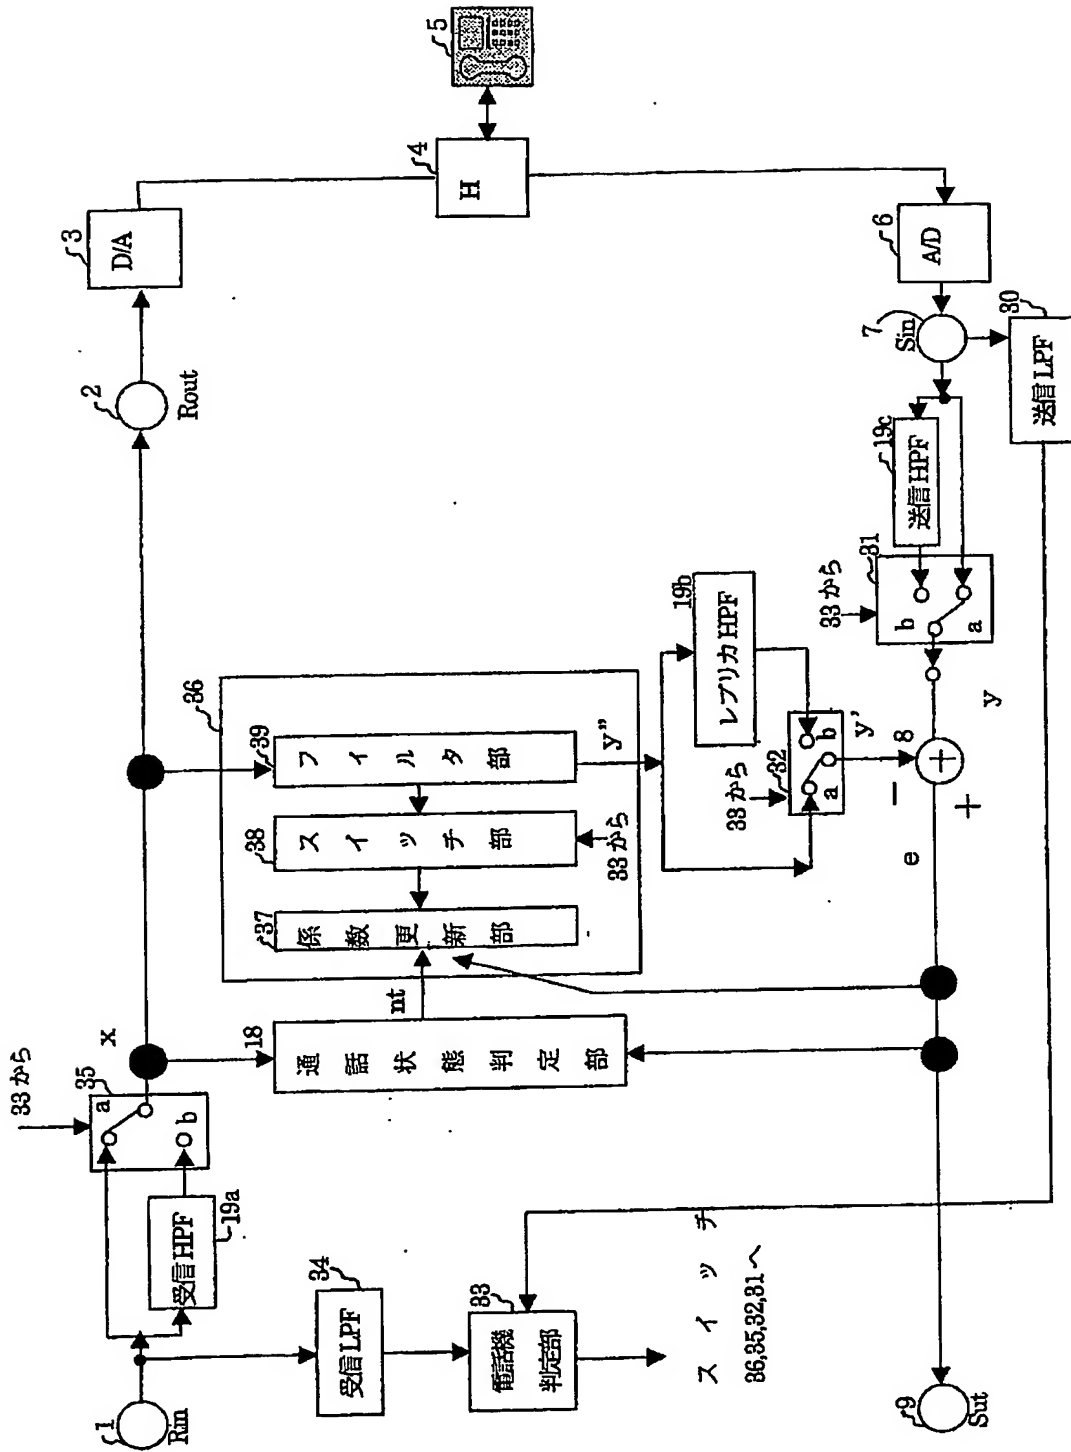 1
Rin
受信HPF
19a
33から
35
a
b
x
受信LPF
34
電話機
判定部
33
スイッチ
36,35,32,31へ
18
通話状態判定部
nt
36
37
係数更新部
38
スイッチ部
33から
39
フィルタ部
y"
レプリカHPF
19b
33から
32
a
b
y'
8
−
+
+
e
y
33から
31
b
a
送信HPF
19c
送信LPF
30
7
Sin
A/D
6
H
4
5
D/A
3
2
Rout
9
Sut